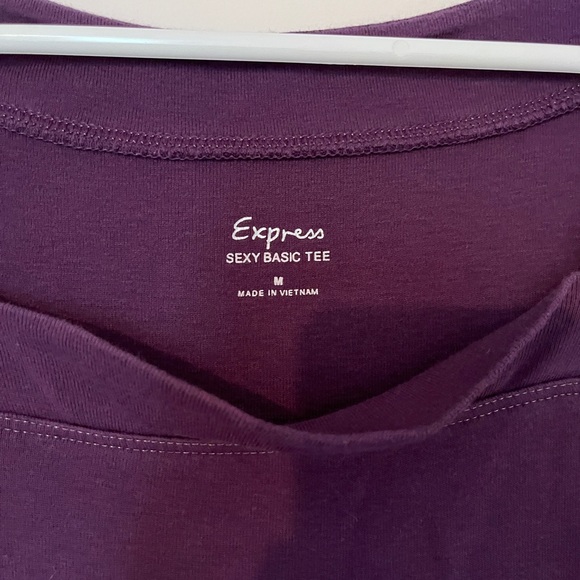 Express
SEXY BASIC TEE
M
MADE IN VIETNAM